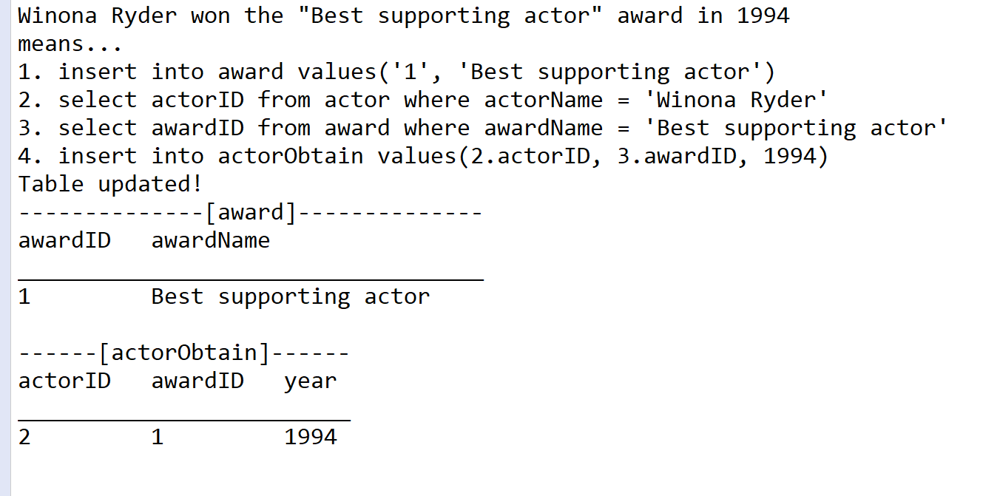 Winona Ryder won the "Best supporting actor" award in 1994
means...
1. insert into award values('1', 'Best supporting actor')
2. select actorID from actor where actorName = 'Winona Ryder'
3. select awardID from award where awardName = 'Best supporting actor'
4. insert into actorObtain values(2.actorID, 3.awardID, 1994)
Table updated!
--------------[award]--------------
awardID   awardName
___________________________________
1         Best supporting actor
------[actorObtain]------
actorID   awardID   year
_________________________
2         1         1994